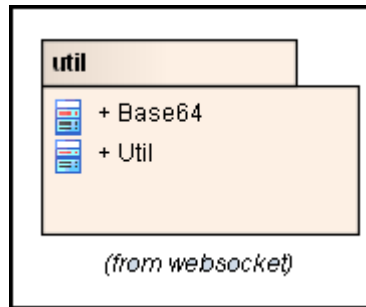 util
+ Base64
+ Util
(from websocket)